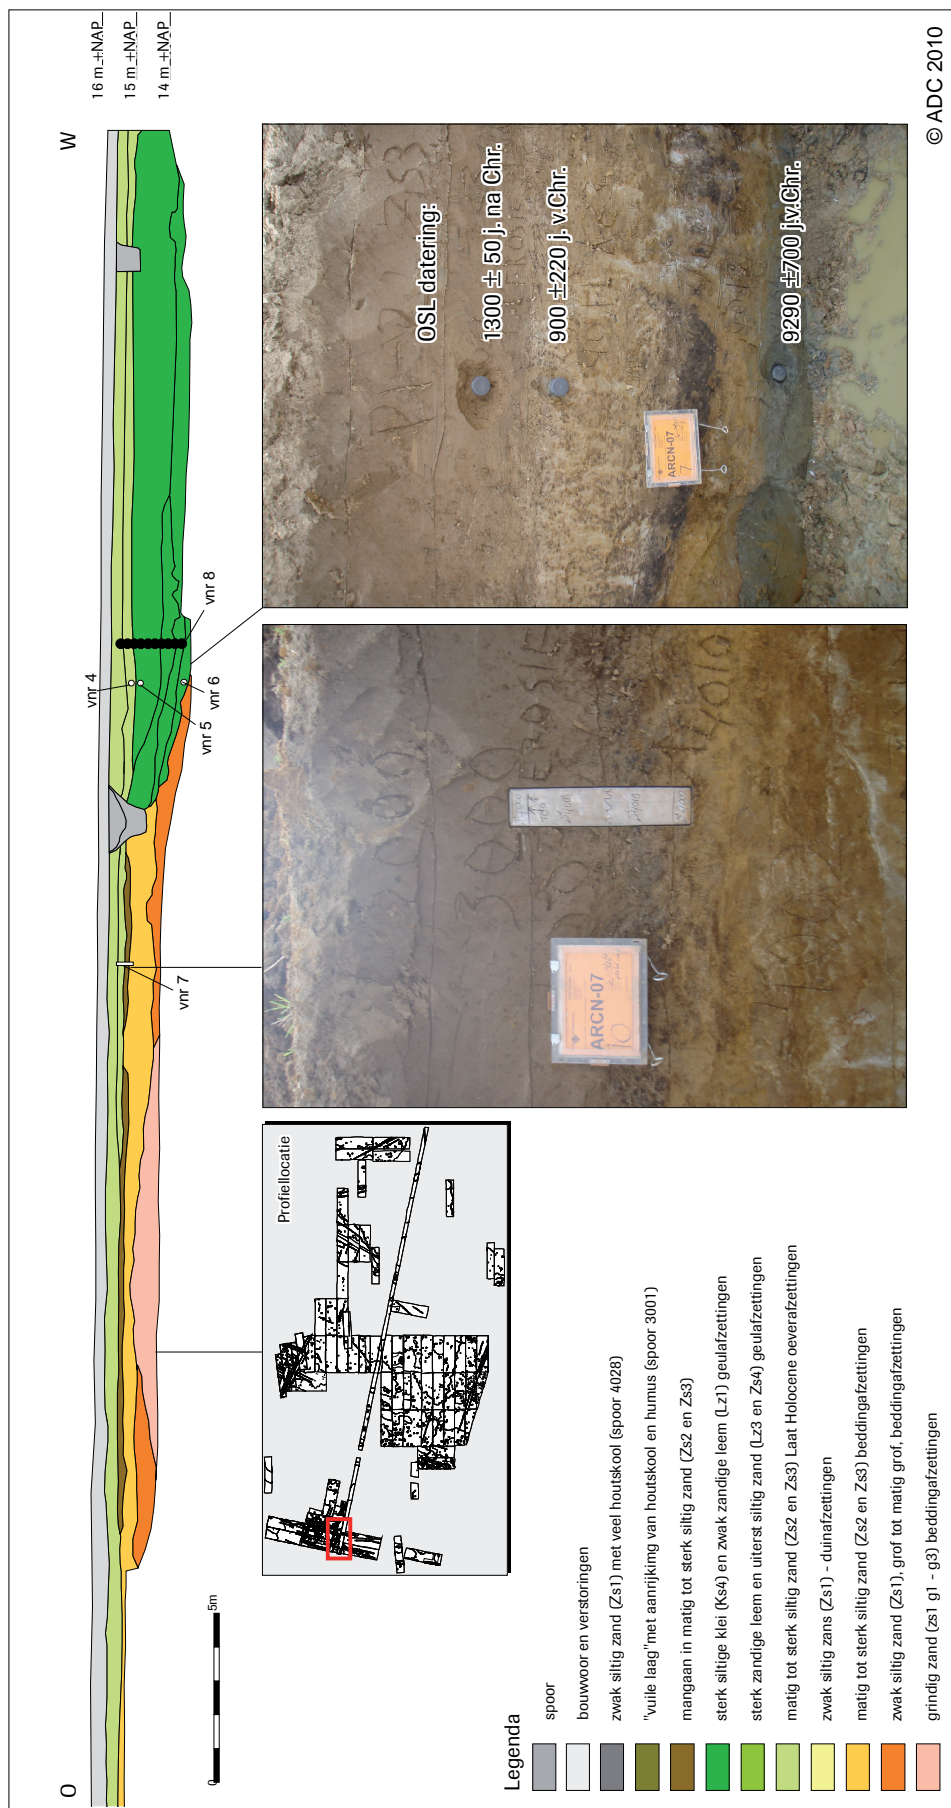 O
W
16 m +NAP
15 m +NAP
14 m +NAP
vnr 7
vnr 4
vnr 5
vnr 6
vnr 8
0
5m
Profiellocatie
ARCN-07
10
OSL datering:
1300 ± 50 j. na Chr.
900 ±220 j. v.Chr.
9290 ±700 j.v.Chr.
ARCN-07
7
Legenda
spoor
bouwvoor en verstoringen
zwak siltig zand (Zs1) met veel houtskool (spoor 4028)
"vuile laag"met aanrijking van houtskool en humus (spoor 3001)
mangaan in matig tot sterk siltig zand (Zs2 en Zs3)
sterk siltige klei (Ks4) en zwak zandige leem (Lz1) geulafzettingen
sterk zandige leem en uiterst siltig zand (Lz3 en Zs4) geulafzettingen
matig tot sterk siltig zand (Zs2 en Zs3) Laat Holocene oeverafzettingen
zwak siltig zans (Zs1) - duinafzettingen
matig tot sterk siltig zand (Zs2 en Zs3) beddingafzettingen
zwak siltig zand (Zs1), grof tot matig grof, beddingafzettingen
grindig zand (zs1 g1 - g3) beddingafzettingen
© ADC 2010